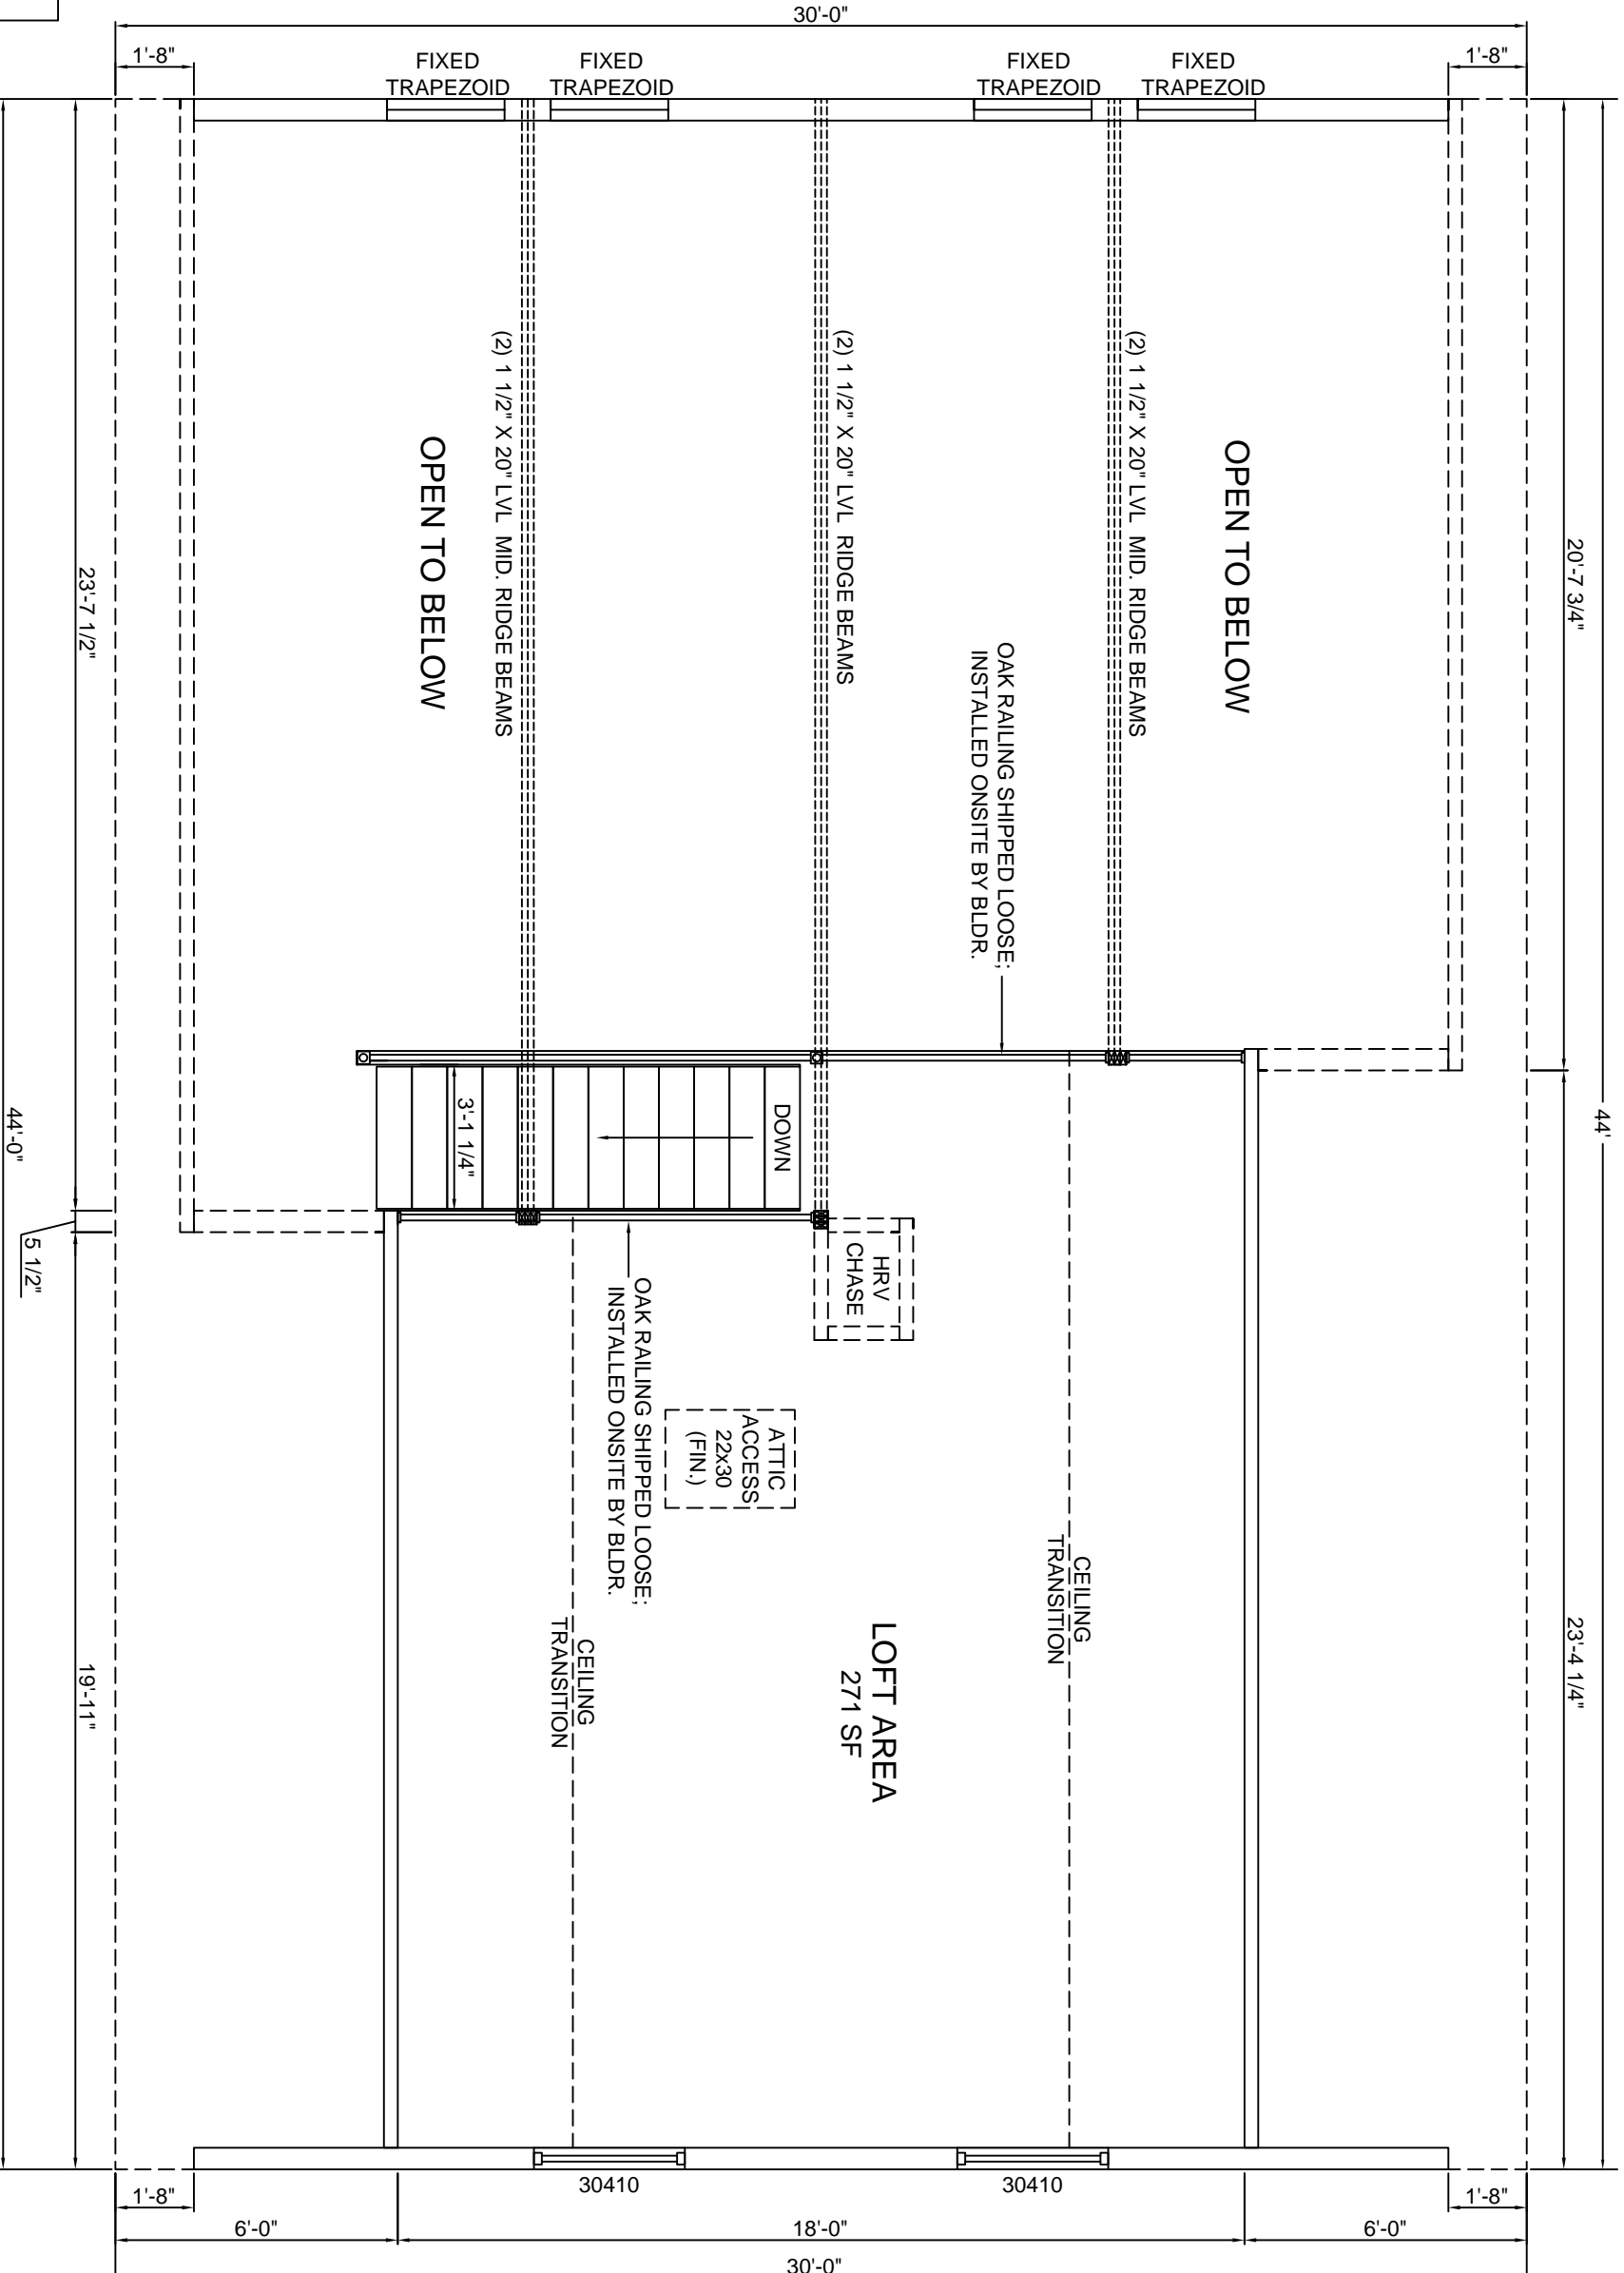 30'-0"
1'-8"
FIXED
TRAPEZOID
FIXED
TRAPEZOID
FIXED
TRAPEZOID
FIXED
TRAPEZOID
1'-8"
20'-7 3/4"
44'
23'-4 1/4"
OPEN TO BELOW
(2) 1 1/2" X 20" LVL MID. RIDGE BEAMS
OAK RAILING SHIPPED LOOSE;
INSTALLED ONSITE BY BLDR.
(2) 1 1/2" X 20" LVL RIDGE BEAMS
(2) 1 1/2" X 20" LVL MID. RIDGE BEAMS
OPEN TO BELOW
23'-7 1/2"
44'-0"
5 1/2"
19'-11"
DOWN
3'-1 1/4"
HRV
CHASE
OAK RAILING SHIPPED LOOSE;
INSTALLED ONSITE BY BLDR.
ATTIC
ACCESS
22x30
(FIN.)
CEILING
TRANSITION
CEILING
TRANSITION
LOFT AREA
271 SF
30410
30410
1'-8"
1'-8"
6'-0"
18'-0"
6'-0"
30'-0"